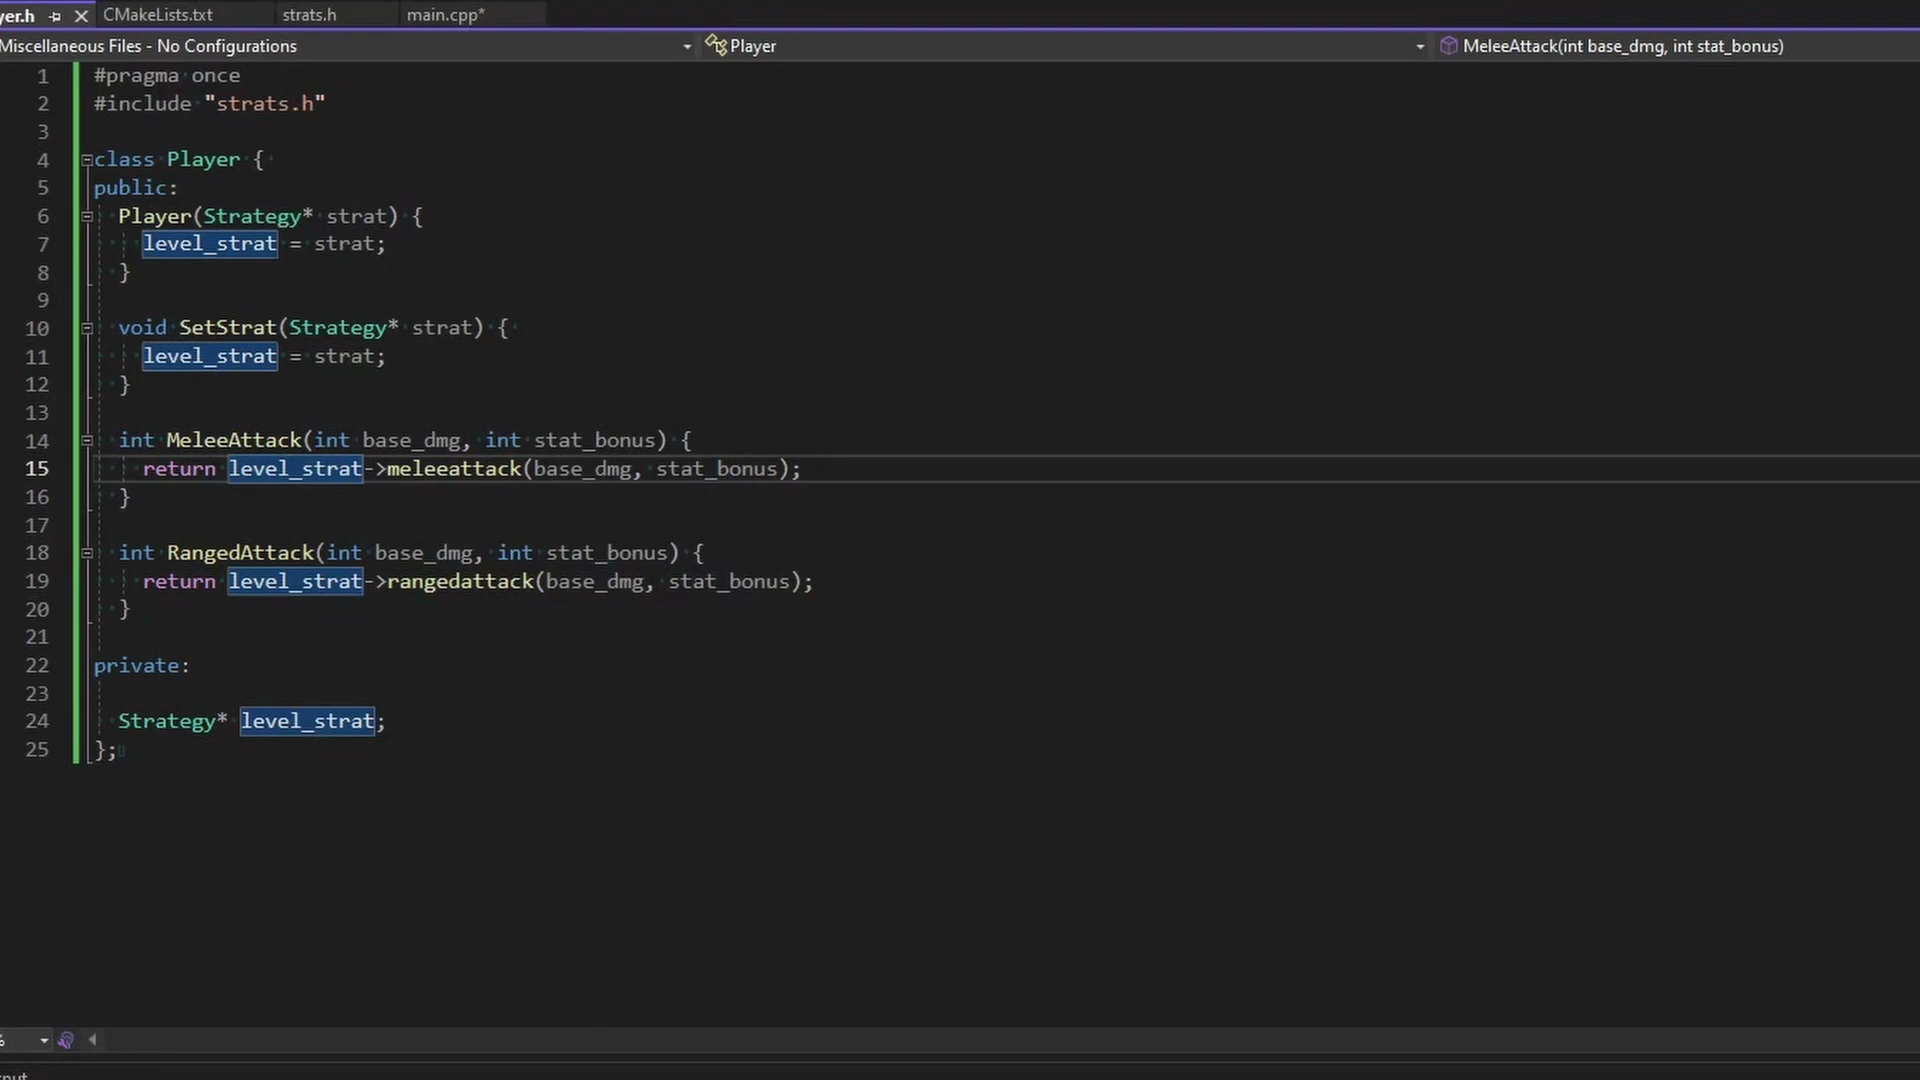 yer.h CMakeLists.txt strats.h main.cpp*
Miscellaneous Files - No Configurations Player MeleeAttack(int base_dmg, int stat_bonus)
1 #pragma once
2 #include "strats.h"
3
4 class Player {
5 public:
6 Player(Strategy* strat) {
7 level_strat = strat;
8 }
9
10 void SetStrat(Strategy* strat) {
11 level_strat = strat;
12 }
13
14 int MeleeAttack(int base_dmg, int stat_bonus) {
15 return level_strat->meleeattack(base_dmg, stat_bonus);
16 }
17
18 int RangedAttack(int base_dmg, int stat_bonus) {
19 return level_strat->rangedattack(base_dmg, stat_bonus);
20 }
21
22 private:
23
24 Strategy* level_strat;
25 };
%